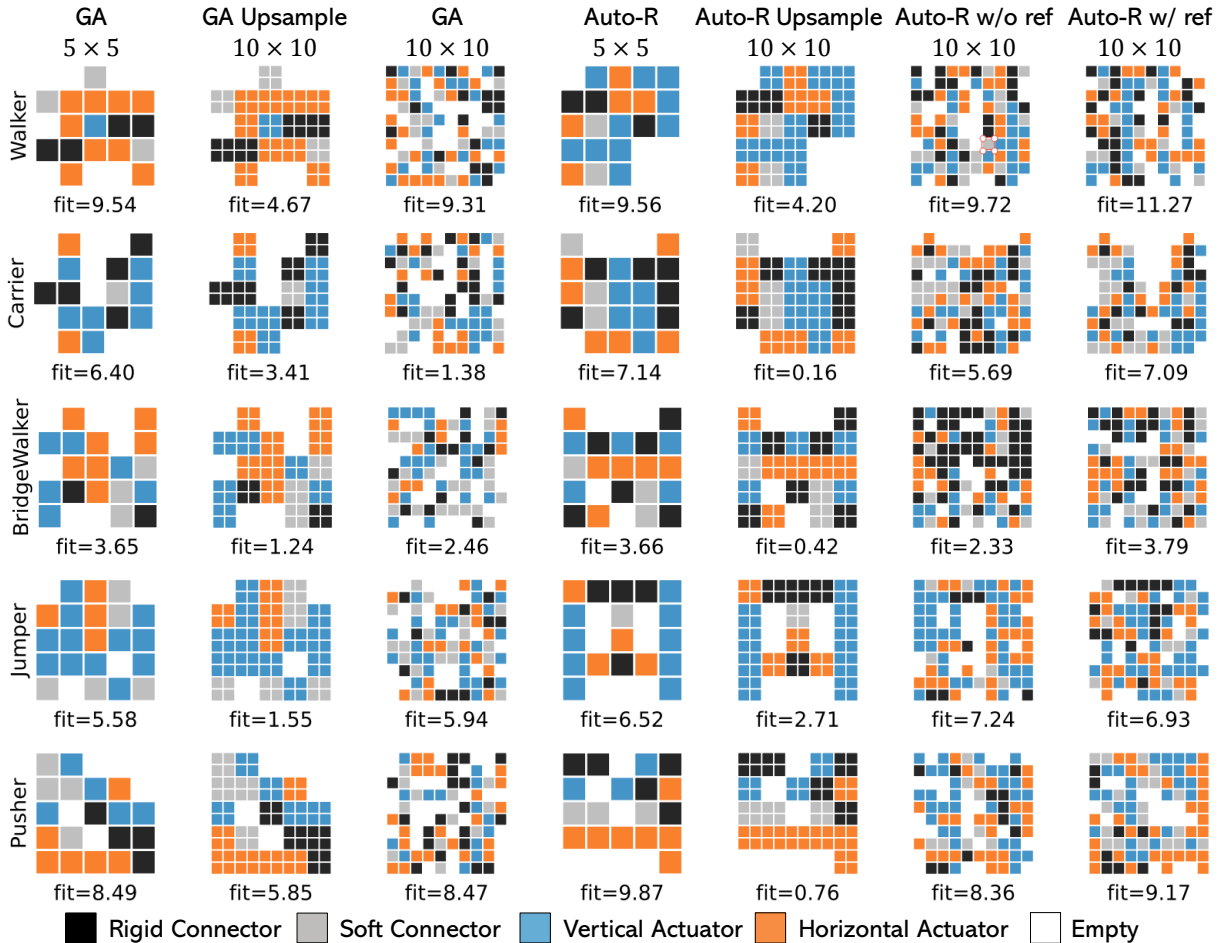 GA GA Upsample GA Auto-R Auto-R Upsample Auto-R w/o ref Auto-R w/ ref
5 × 5 10 × 10 10 × 10 5 × 5 10 × 10 10 × 10 10 × 10
Walker
fit=9.54 fit=4.67 fit=9.31 fit=9.56 fit=4.20 fit=9.72 fit=11.27
Carrier
fit=6.40 fit=3.41 fit=1.38 fit=7.14 fit=0.16 fit=5.69 fit=7.09
BridgeWalker
fit=3.65 fit=1.24 fit=2.46 fit=3.66 fit=0.42 fit=2.33 fit=3.79
Jumper
fit=5.58 fit=1.55 fit=5.94 fit=6.52 fit=2.71 fit=7.24 fit=6.93
Pusher
fit=8.49 fit=5.85 fit=8.47 fit=9.87 fit=0.76 fit=8.36 fit=9.17
Rigid Connector Soft Connector Vertical Actuator Horizontal Actuator Empty